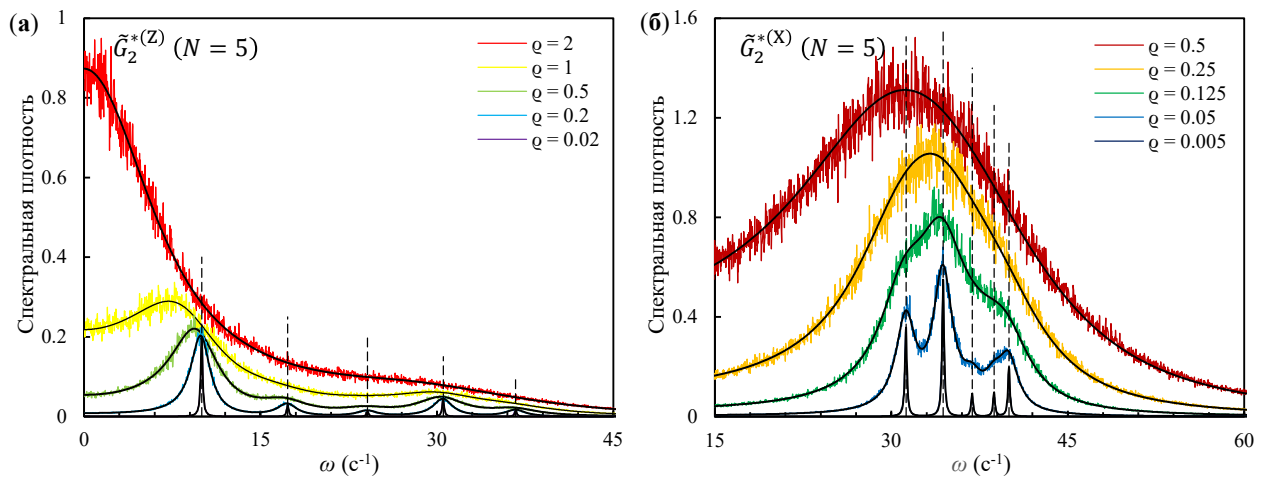 (а)
G̃₂*⁽ᶻ⁾ (N = 5)
ϱ = 2
ϱ = 1
ϱ = 0.5
ϱ = 0.2
ϱ = 0.02
Спектральная плотность
1
0.8
0.6
0.4
0.2
0
0 15 30 45
ω (с⁻¹)
(б)
G̃₂*⁽ˣ⁾ (N = 5)
ϱ = 0.5
ϱ = 0.25
ϱ = 0.125
ϱ = 0.05
ϱ = 0.005
Спектральная плотность
1.6
1.2
0.8
0.4
0
15 30 45 60
ω (с⁻¹)